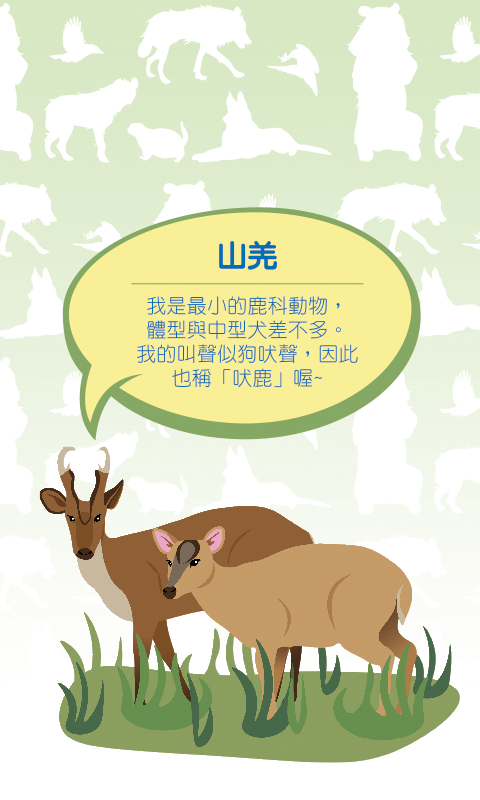 山羌
我是最小的鹿科動物，
體型與中型犬差不多。
我的叫聲似狗吠聲，因此
也稱「吠鹿」喔~